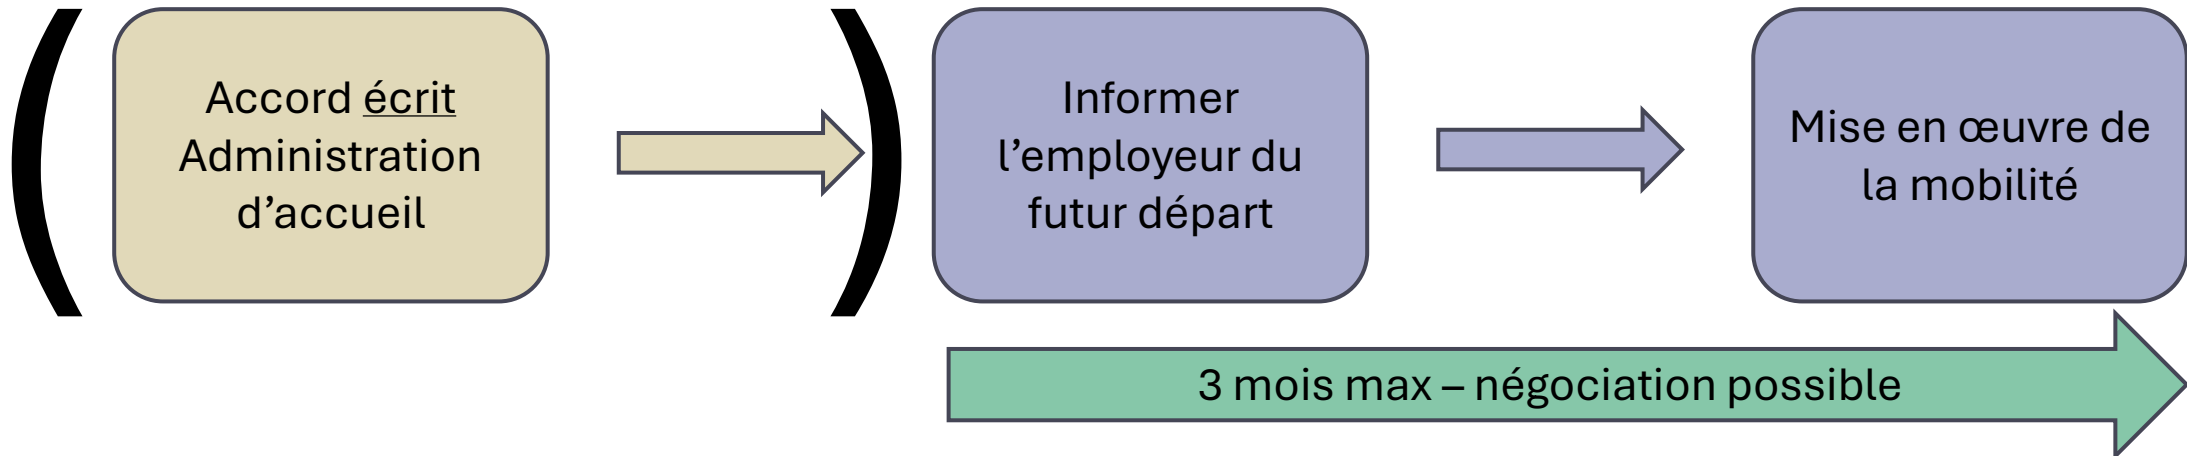 (
Accord écrit
Administration
d’accueil
)
Informer
l’employeur du
futur départ
Mise en œuvre de
la mobilité
3 mois max – négociation possible